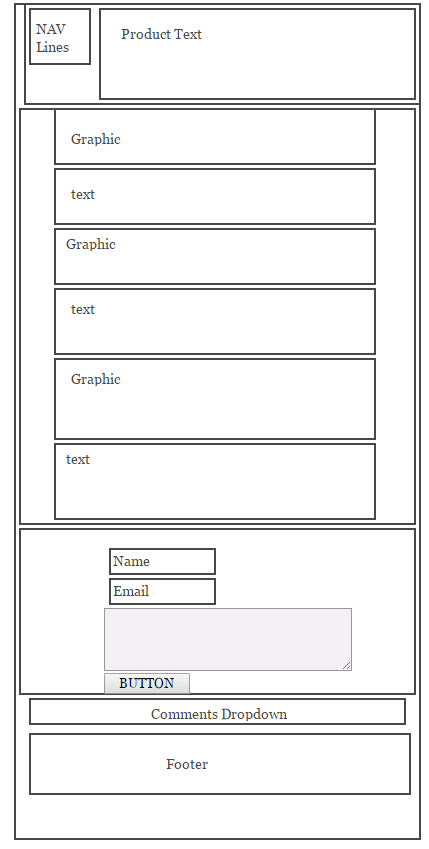 NAV
Lines
Product Text
Graphic
text
Graphic
text
Graphic
text
Name
Email
BUTTON
Comments Dropdown
Footer